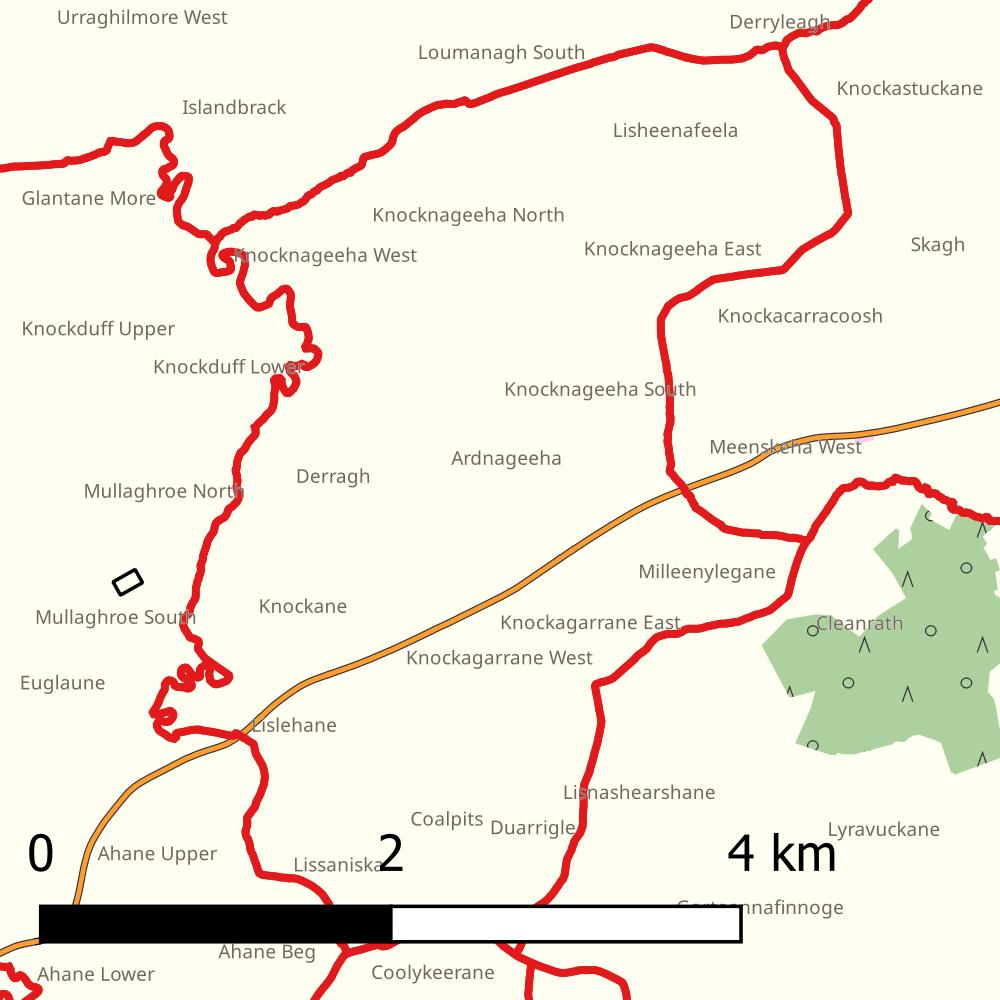 Urraghilmore West
Derryleagh
Loumanagh South
Knockastuckane
Islandbrack
Lisheenafeela
Glantane More
Knocknageeha North
Skagh
Knocknageeha East
Knocknageeha West
Knockacarracoosh
Knockduff Upper
Knockduff Lower
Knocknageeha South
Meenskeha West
Ardnageeha
Derragh
Mullaghroe North
Milleenylegane
Knockane
Mullaghroe South
Knockagarrane East
Cleanrath
Knockagarrane West
Euglaune
Lislehane
Lisnashearshane
Coalpits
Duarrigle
Lyravuckane
0 2 4 km
Ahane Upper
Lissaniska
nnafinnoge
Ahane Beg
Coolykeerane
Ahane Lower